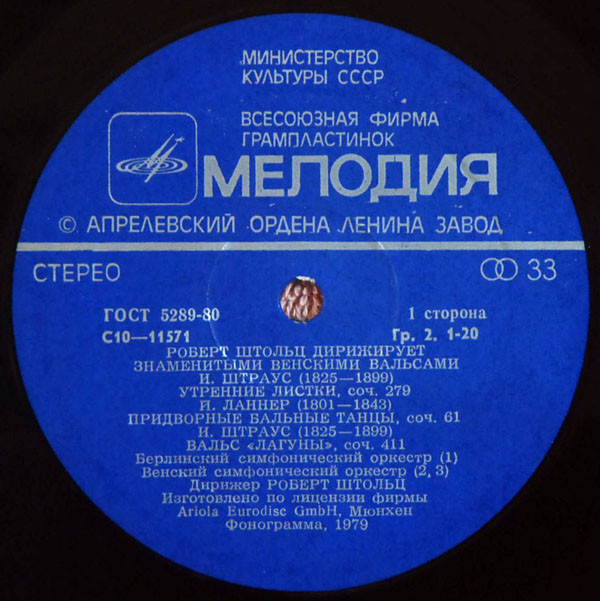 МИНИСТЕРСТВО
КУЛЬТУРЫ СССР
ВСЕСОЮЗНАЯ ФИРМА
ГРАМПЛАСТИНОК
МЕЛОДИЯ
© АПРЕЛЕВСКИЙ ОРДЕНА ЛЕНИНА ЗАВОД
СТЕРЕО 33
ГОСТ 5289-80 1 сторона
С10—11571 Гр. 2. 1-20
РОБЕРТ ШТОЛЬЦ ДИРИЖИРУЕТ
ЗНАМЕНИТЫМИ ВЕНСКИМИ ВАЛЬСАМИ
И. ШТРАУС (1825—1899)
УТРЕННИЕ ЛИСТКИ, соч. 279
Й. ЛАННЕР (1801—1843)
ПРИДВОРНЫЕ БАЛЬНЫЕ ТАНЦЫ, соч. 61
И. ШТРАУС (1825—1899)
ВАЛЬС «ЛАГУНЫ», соч. 411
Берлинский симфонический оркестр (1)
Венский симфонический оркестр (2, 3)
Дирижер РОБЕРТ ШТОЛЬЦ
Изготовлено по лицензии фирмы
Ariola Eurodisc GmbH, Мюнхен
Фонограмма, 1979